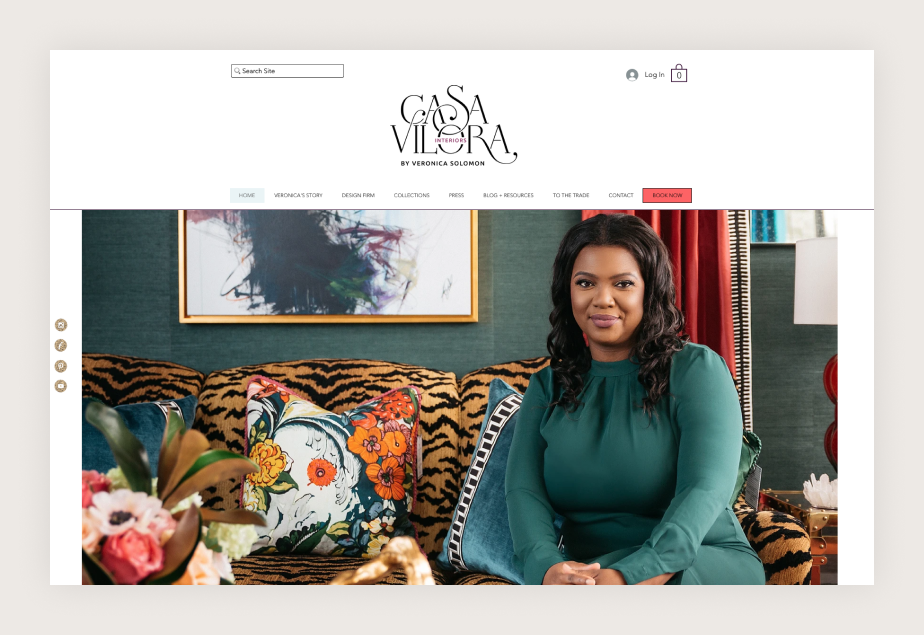 Search Site
Log In
0
CASA
VILORA
INTERIORS
BY VERONICA SOLOMON
HOME VERONICA'S STORY DESIGN FIRM COLLECTIONS PRESS BLOG + RESOURCES TO THE TRADE CONTACT BOOK NOW